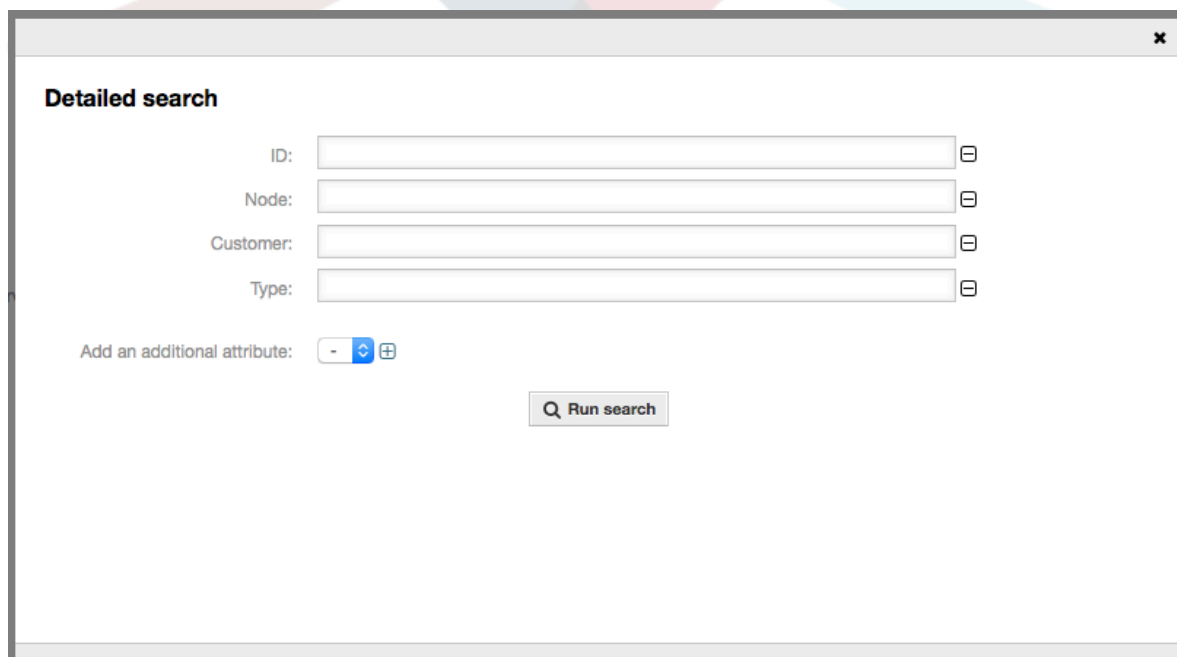 Detailed search
ID:
Node:
Customer:
Type:
Add an additional attribute: -
Run search